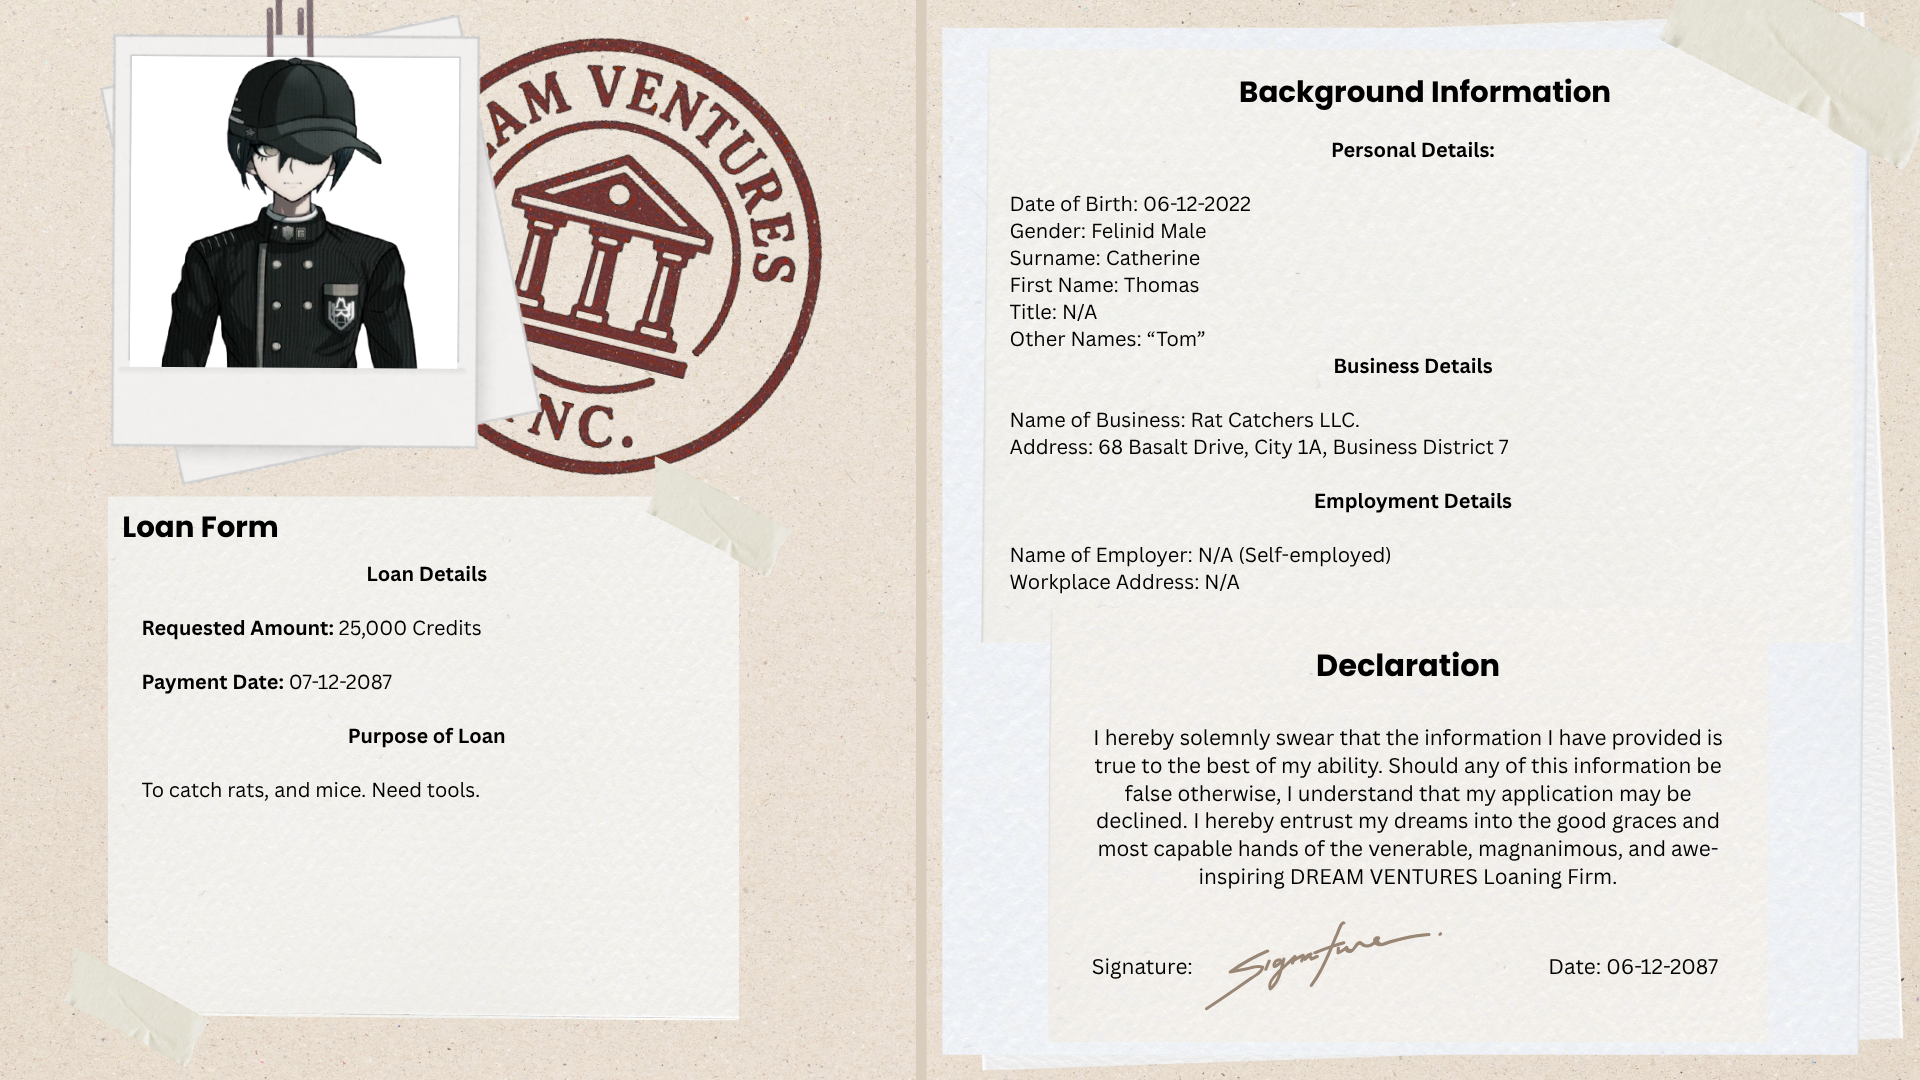 AM VENTURES
NC.
Loan Form
Loan Details
Requested Amount: 25,000 Credits
Payment Date: 07-12-2087
Purpose of Loan
To catch rats, and mice. Need tools.
Background Information
Personal Details:
Date of Birth: 06-12-2022
Gender: Felinid Male
Surname: Catherine
First Name: Thomas
Title: N/A
Other Names: “Tom”
Business Details
Name of Business: Rat Catchers LLC.
Address: 68 Basalt Drive, City 1A, Business District 7
Employment Details
Name of Employer: N/A (Self-employed)
Workplace Address: N/A
Declaration
I hereby solemnly swear that the information I have provided is
true to the best of my ability. Should any of this information be
false otherwise, I understand that my application may be
declined. I hereby entrust my dreams into the good graces and
most capable hands of the venerable, magnanimous, and awe-
inspiring DREAM VENTURES Loaning Firm.
Signature: Signature. Date: 06-12-2087